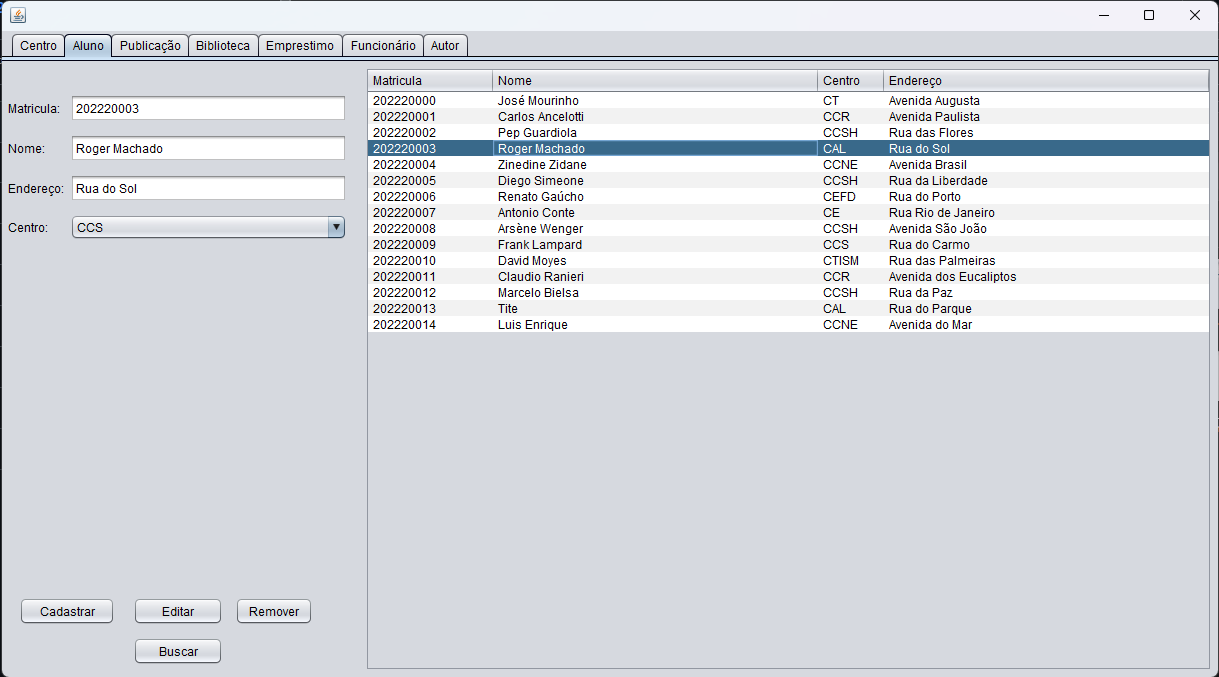 Centro Aluno Publicação Biblioteca Emprestimo Funcionário Autor
Matricula: 202220003
Nome: Roger Machado
Endereço: Rua do Sol
Centro: CCS
Cadastrar Editar Remover
Buscar
Matricula Nome Centro Endereço
202220000 José Mourinho CT Avenida Augusta
202220001 Carlos Ancelotti CCR Avenida Paulista
202220002 Pep Guardiola CCSH Rua das Flores
202220003 Roger Machado CAL Rua do Sol
202220004 Zinedine Zidane CCNE Avenida Brasil
202220005 Diego Simeone CCSH Rua da Liberdade
202220006 Renato Gaúcho CEFD Rua do Porto
202220007 Antonio Conte CE Rua Rio de Janeiro
202220008 Arsène Wenger CCSH Avenida São João
202220009 Frank Lampard CCS Rua do Carmo
202220010 David Moyes CTISM Rua das Palmeiras
202220011 Claudio Ranieri CCR Avenida dos Eucaliptos
202220012 Marcelo Bielsa CCSH Rua da Paz
202220013 Tite CAL Rua do Parque
202220014 Luis Enrique CCNE Avenida do Mar